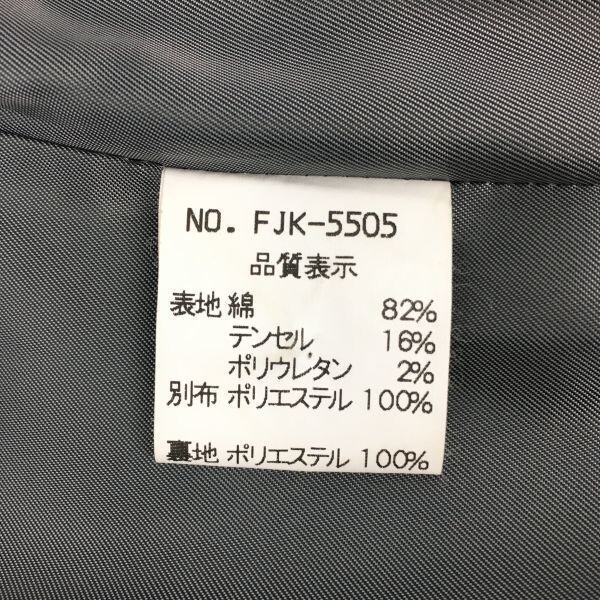 NO. FJK-5505
品質表示
表地 綿 82%
テンセル 16%
ポリウレタン 2%
別布 ポリエステル 100%
裏地 ポリエステル 100%